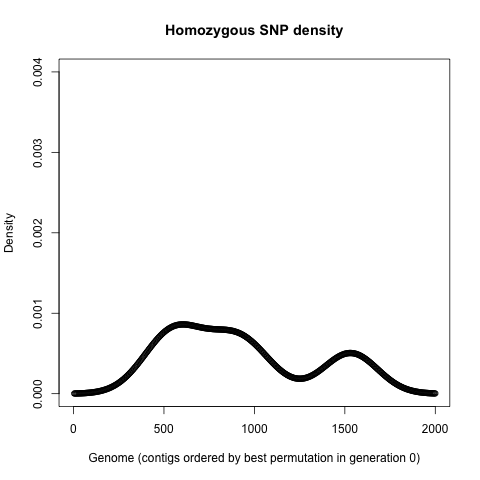 Homozygous SNP density
Density
0.004
0.003
0.002
0.001
0.000
0 500 1000 1500 2000
Genome (contigs ordered by best permutation in generation 0)